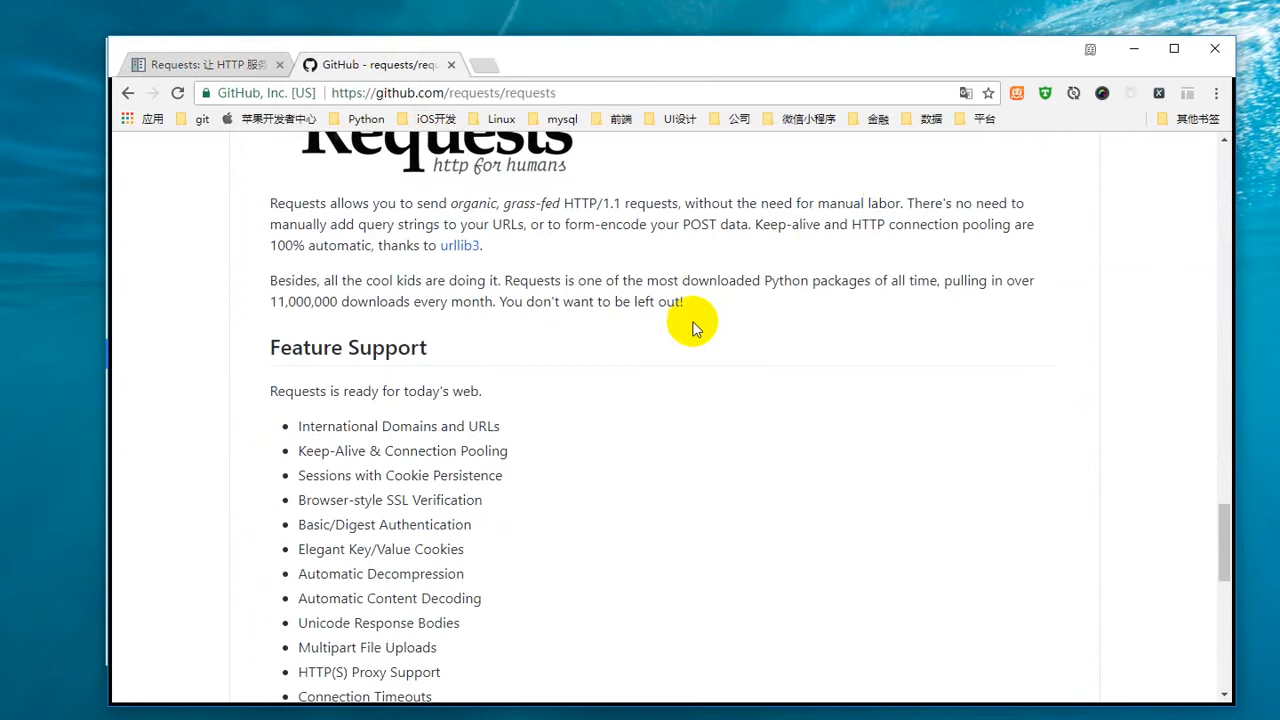 Requests: 让 HTTP 服务
GitHub - requests/requ
GitHub, Inc. [US]
https://github.com/requests/requests
应用
git
苹果开发者中心
Python
iOS开发
Linux
mysql
前端
UI设计
公司
微信小程序
金融
数据
平台
其他书签
Requests
http for humans
Requests allows you to send organic, grass-fed HTTP/1.1 requests, without the need for manual labor. There's no need to
manually add query strings to your URLs, or to form-encode your POST data. Keep-alive and HTTP connection pooling are
100% automatic, thanks to urllib3.
Besides, all the cool kids are doing it. Requests is one of the most downloaded Python packages of all time, pulling in over
11,000,000 downloads every month. You don't want to be left out!
Feature Support
Requests is ready for today's web.
International Domains and URLs
Keep-Alive & Connection Pooling
Sessions with Cookie Persistence
Browser-style SSL Verification
Basic/Digest Authentication
Elegant Key/Value Cookies
Automatic Decompression
Automatic Content Decoding
Unicode Response Bodies
Multipart File Uploads
HTTP(S) Proxy Support
Connection Timeouts